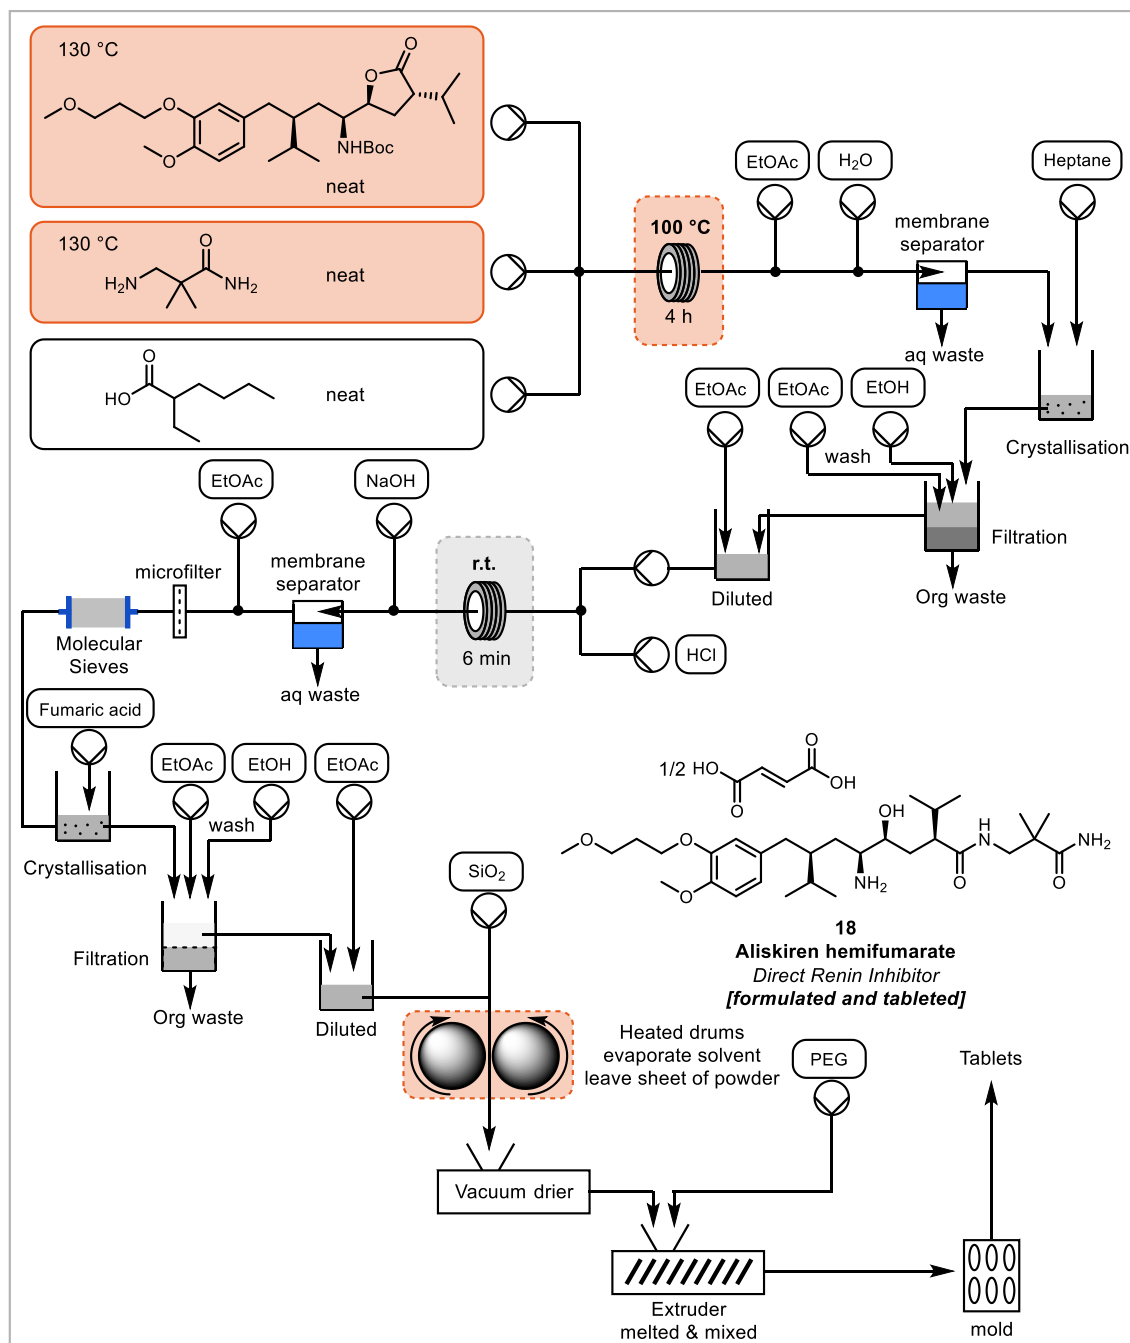 130 °C
O
O
O
O
O
NHBoc
neat
130 °C
O
H2N
NH2
neat
O
HO
neat
100 °C
4 h
EtOAc
H2O
membrane
separator
aq waste
Heptane
Crystallisation
EtOAc
EtOAc
EtOH
wash
Filtration
Org waste
Diluted
HCl
r.t.
6 min
NaOH
membrane
separator
aq waste
EtOAc
microfilter
Molecular
Sieves
Fumaric acid
Crystallisation
EtOAc
EtOH
wash
Filtration
Org waste
EtOAc
Diluted
SiO2
Heated drums
evaporate solvent
leave sheet of powder
Vacuum drier
PEG
Extruder
melted & mixed
mold
Tablets
1/2
HO
O
O
OH
O
O
O
NH2
OH
O
H
N
O
NH2
18
Aliskiren hemifumarate
Direct Renin Inhibitor
[formulated and tableted]